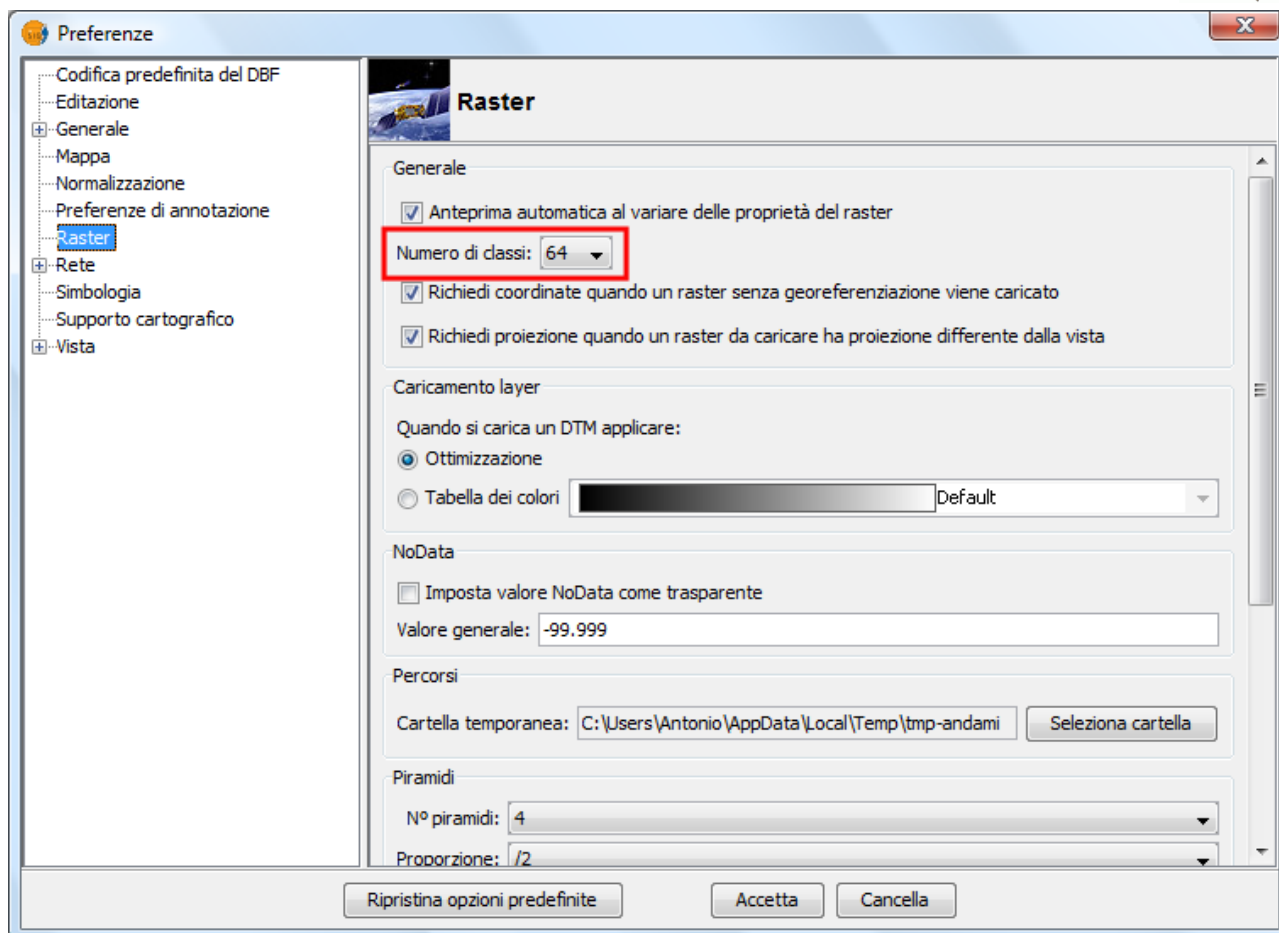 Preferenze
Codifica predefinita del DBF
Editazione
Generale
Mappa
Normalizzazione
Preferenze di annotazione
Raster
Rete
Simbologia
Supporto cartografico
Vista
Raster
Generale
Anteprima automatica al variare delle proprietà del raster
Numero di classi: 64
Richiedi coordinate quando un raster senza georeferenziazione viene caricato
Richiedi proiezione quando un raster da caricare ha proiezione differente dalla vista
Caricamento layer
Quando si carica un DTM applicare:
Ottimizzazione
Tabella dei colori Default
NoData
Imposta valore NoData come trasparente
Valore generale: -99.999
Percorsi
Cartella temporanea: C:\Users\Antonio\AppData\Local\Temp\tmp-andami Seleziona cartella
Piramidi
Nº piramidi: 4
Proporzione: /2
Ripristina opzioni predefinite Accetta Cancella